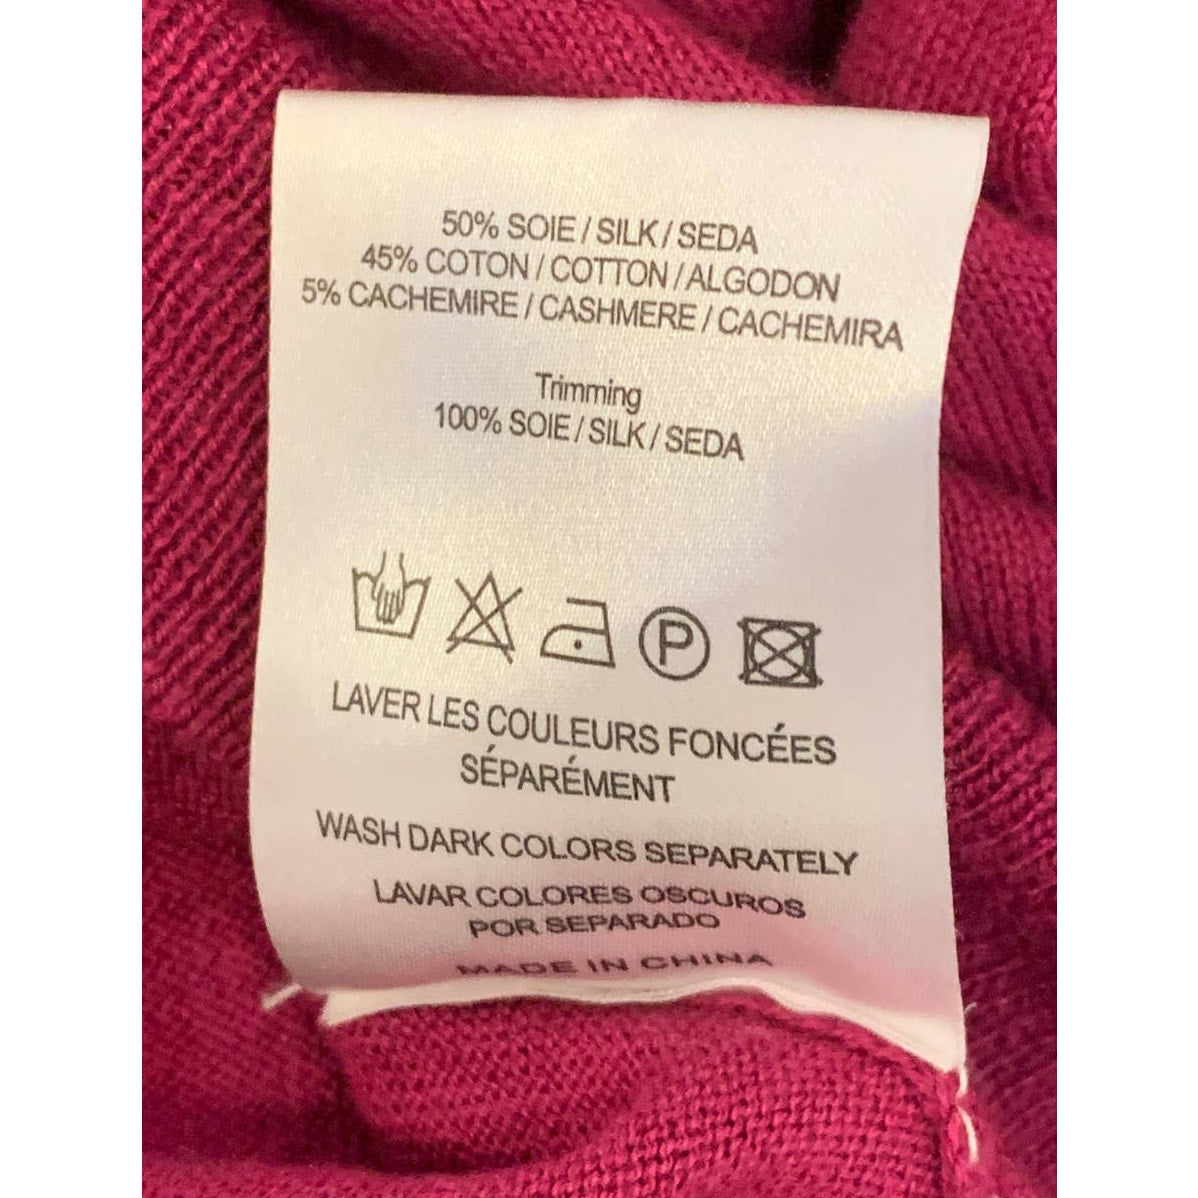 50% SOIE / SILK / SEDA
45% COTON / COTTON / ALGODON
5% CACHEMIRE / CASHMERE / CACHEMIRA
Trimming
100% SOIE / SILK / SEDA
P
LAVER LES COULEURS FONCÉES
SÉPARÉMENT
WASH DARK COLORS SEPARATELY
LAVAR COLORES OSCUROS
POR SEPARADO
MADE IN CHINA